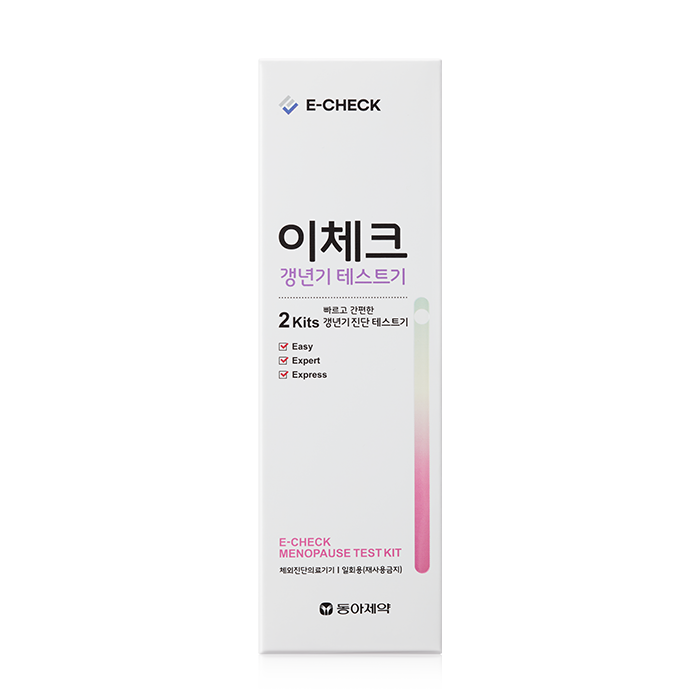 E-CHECK
이체크
갱년기 테스트기
2 Kits 빠르고 간편한
갱년기 진단 테스트기
Easy
Expert
Express
E-CHECK
MENOPAUSE TEST KIT
체외진단의료기기 I 일회용(재사용금지)
동아제약